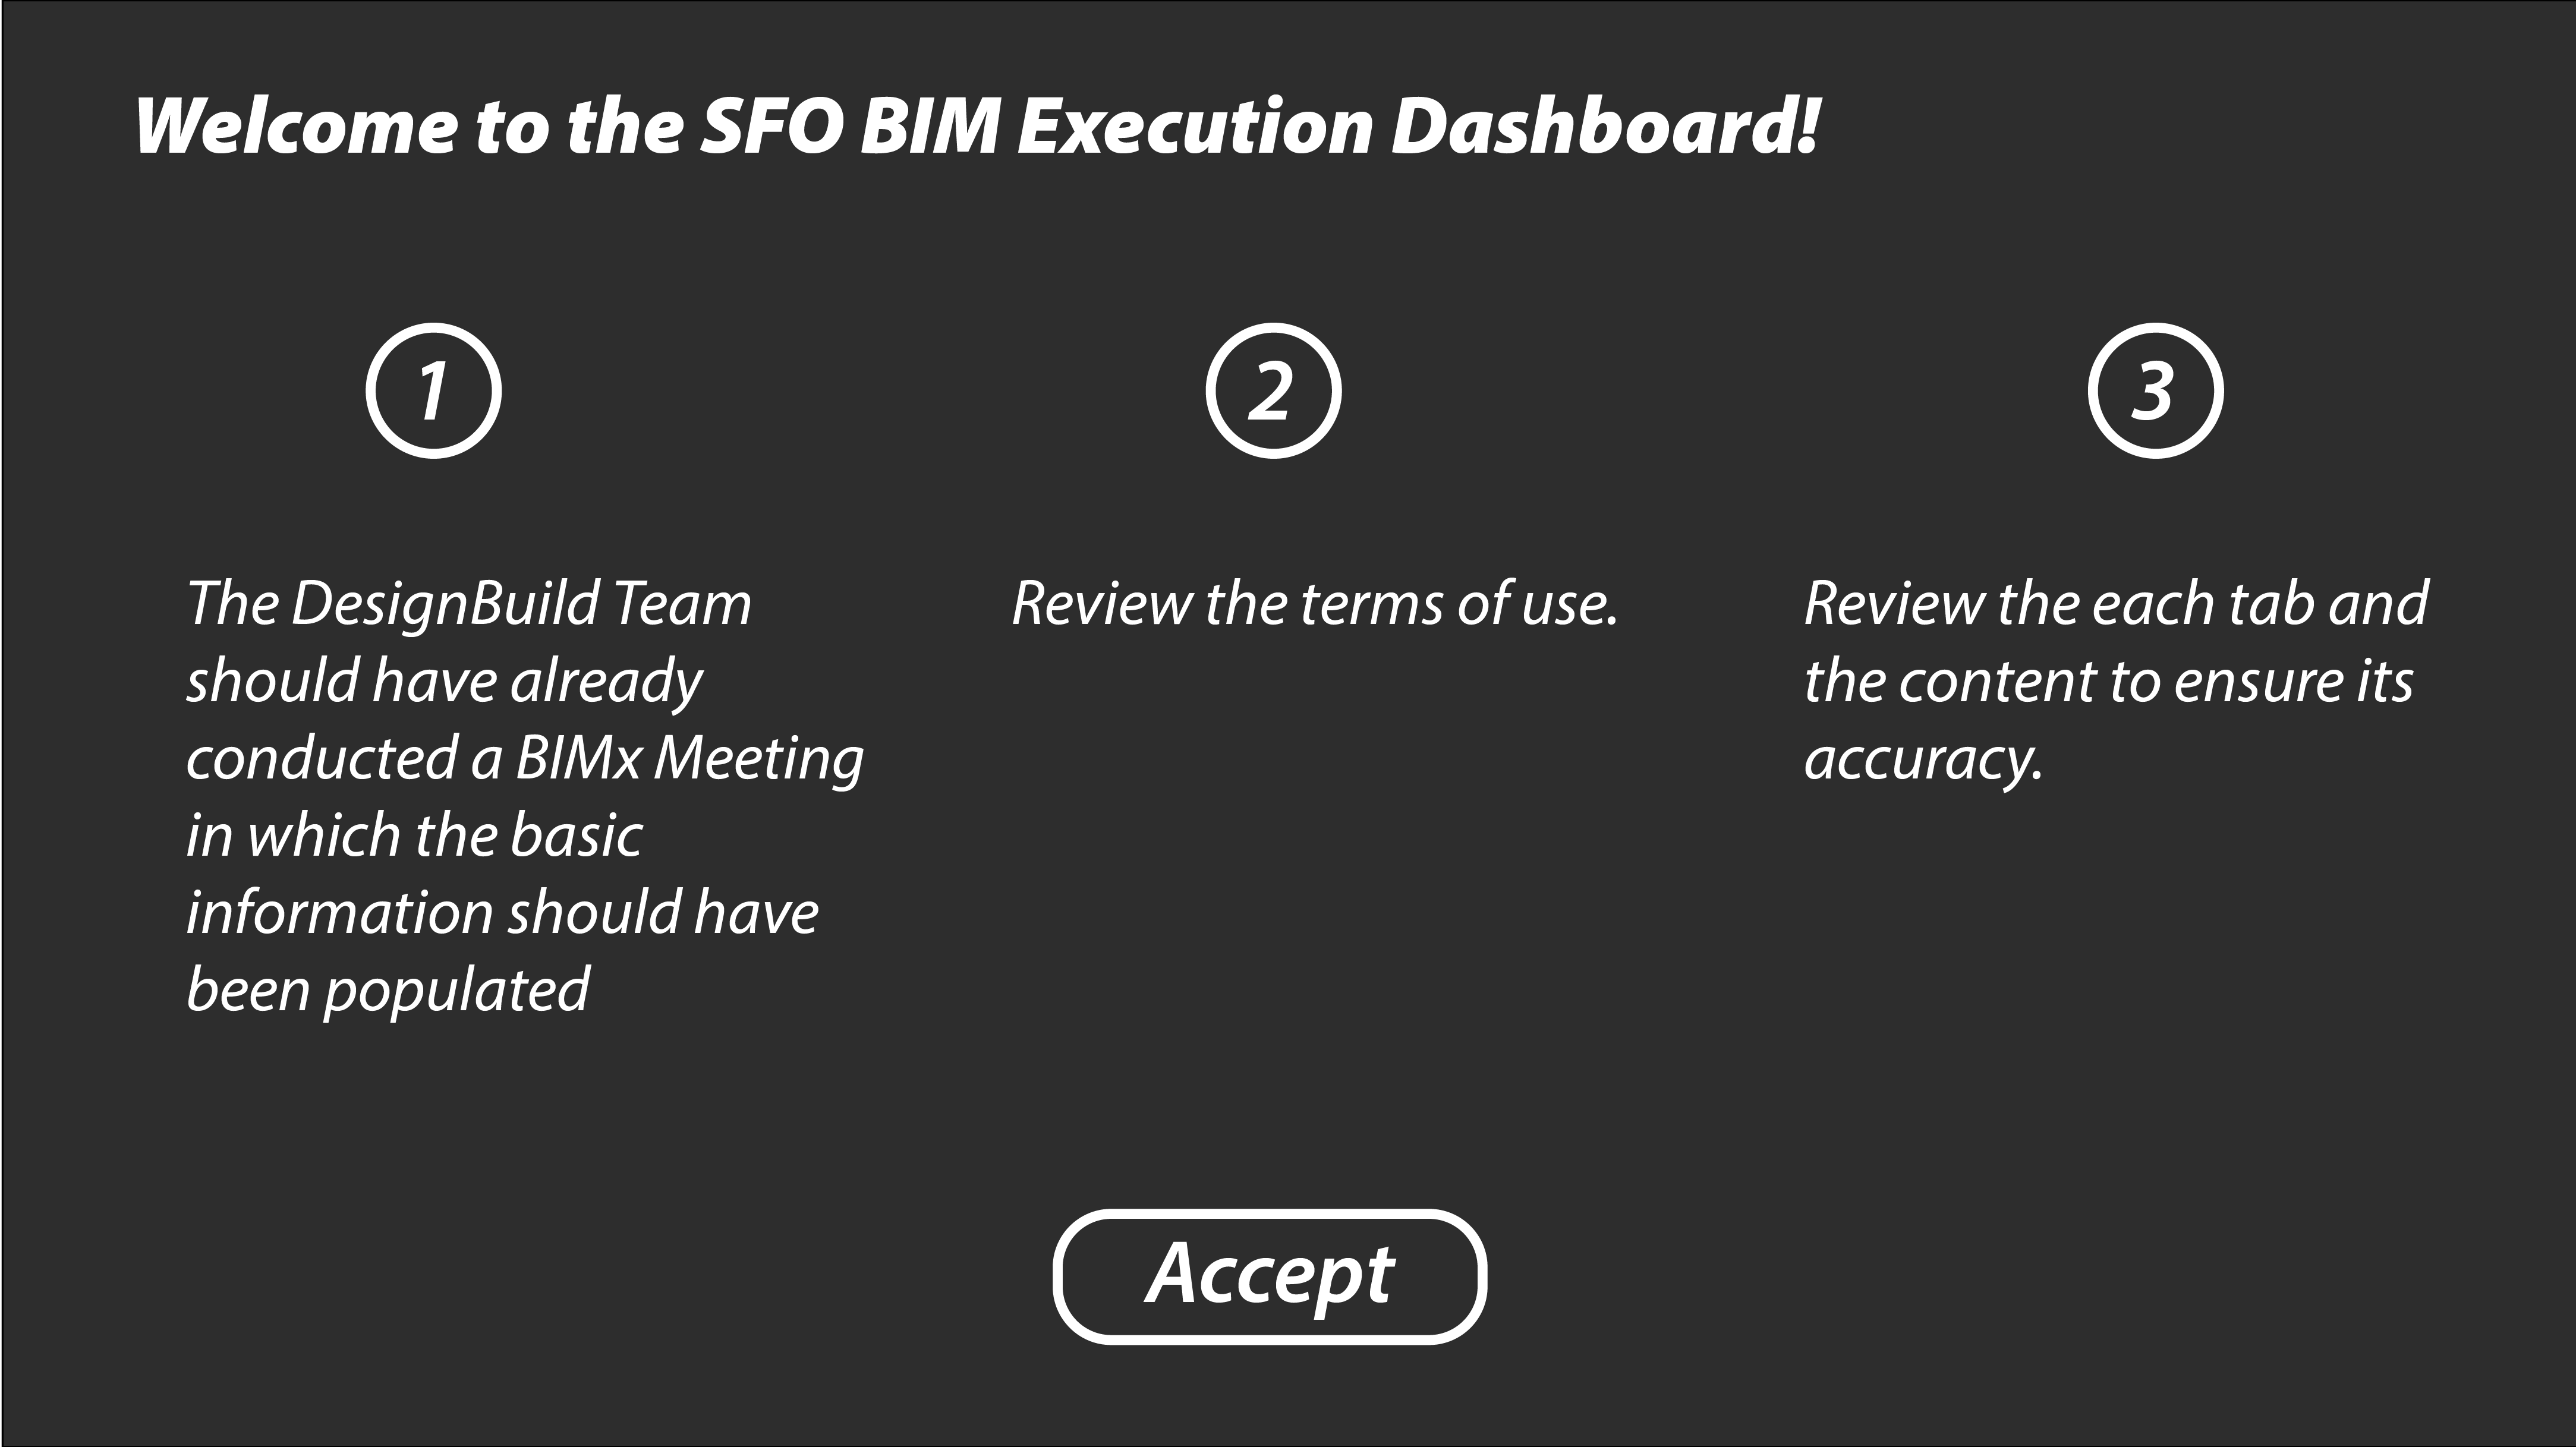 Welcome to the SFO BIM Execution Dashboard!
1
The DesignBuild Team
should have already
conducted a BIMx Meeting
in which the basic
information should have
been populated
2
Review the terms of use.
3
Review the each tab and
the content to ensure its
accuracy.
Accept